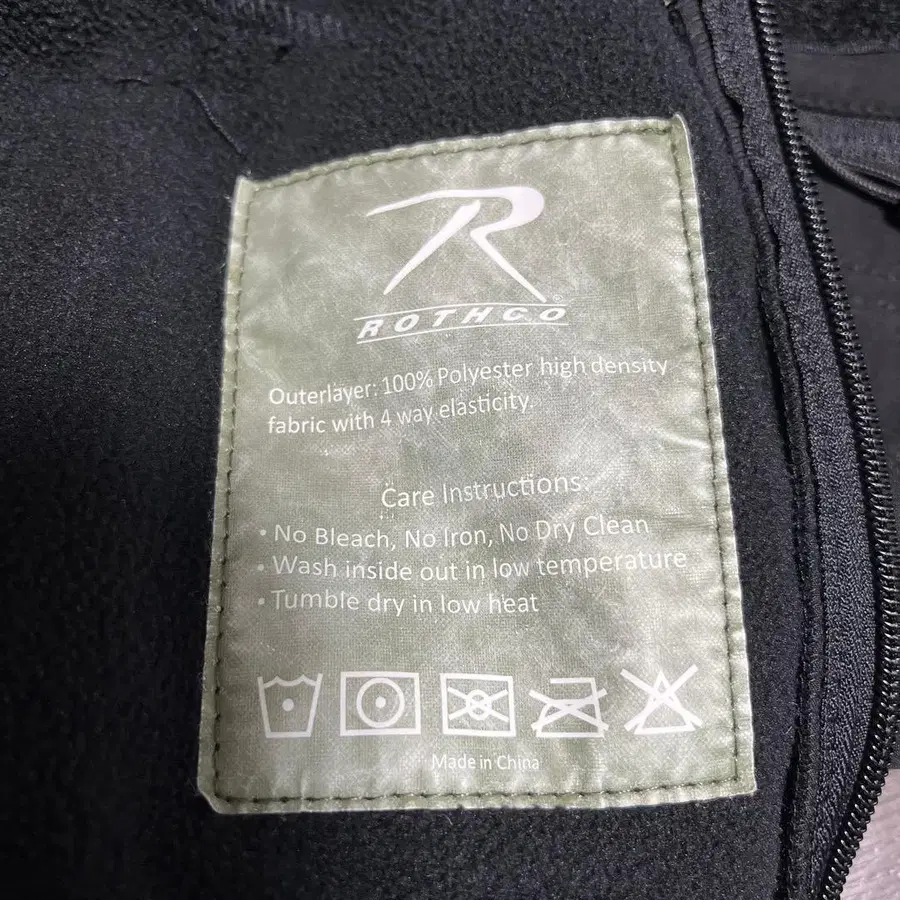 R
ROTHCO®
Outerlayer: 100% Polyester high density
fabric with 4 way elasticity.
Care Instructions:
• No Bleach, No Iron, No Dry Clean
• Wash inside out in low temperature
• Tumble dry in low heat
Made in China